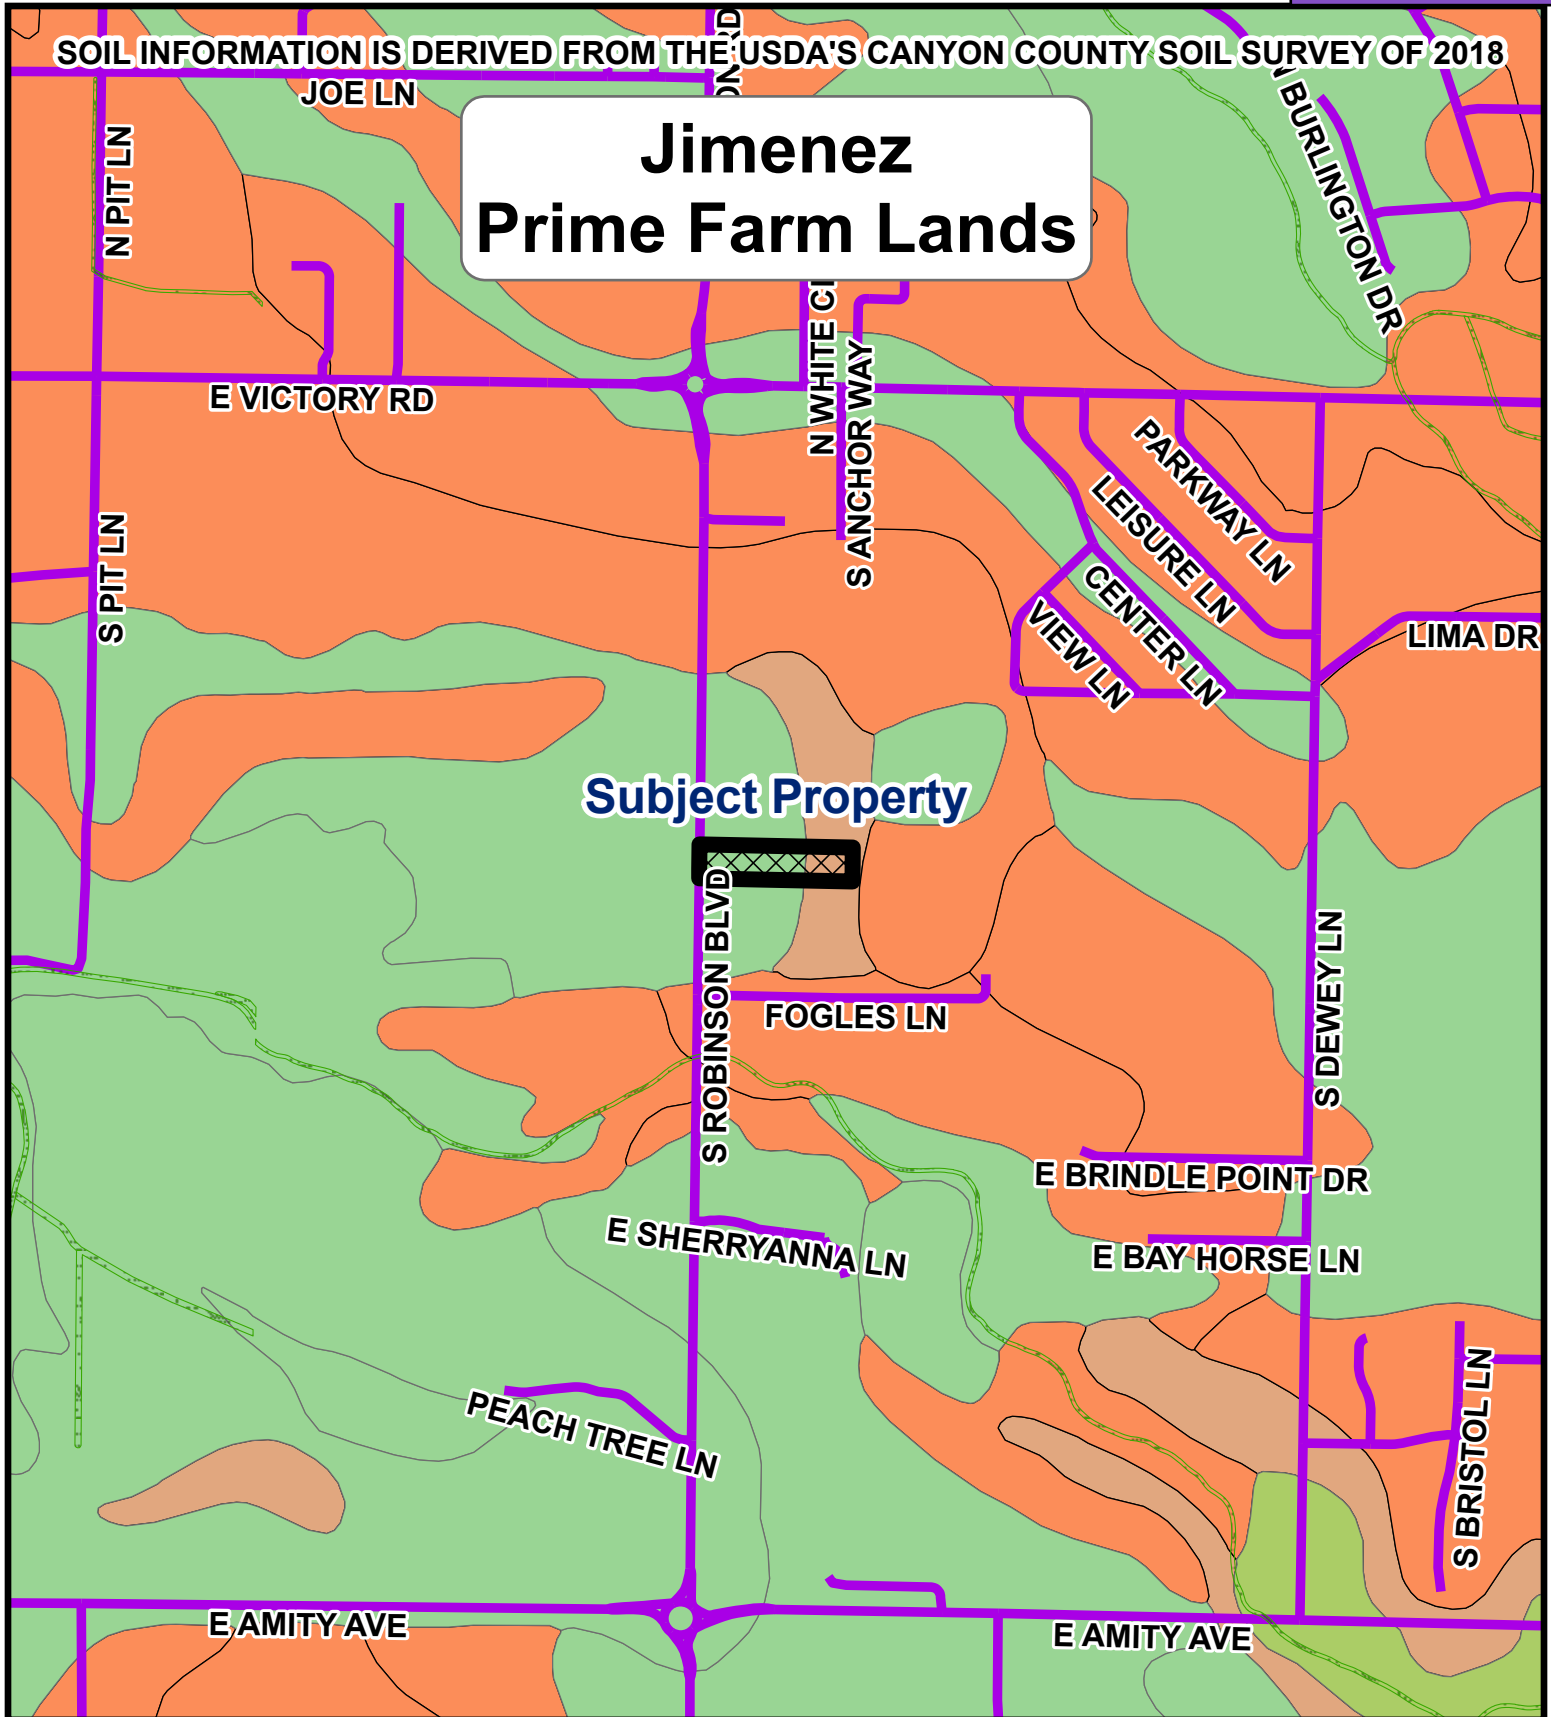 SOIL INFORMATION IS DERIVED FROM THE USDA'S CANYON COUNTY SOIL SURVEY OF 2018
JOE LN
Jimenez
Prime Farm Lands
N PIT LN
N BURLINGTON DR
E VICTORY RD
N WHITE
S ANCHOR WAY
PARKWAY LN
LEISURE LN
CENTER LN
VIEW LN
LIMA DR
S PIT LN
Subject Property
S ROBINSON BLVD
FOGLES LN
S DEWEY LN
E BRINDLE POINT DR
E SHERRYANNA LN
E BAY HORSE LN
PEACH TREE LN
S BRISTOL LN
E AMITY AVE
E AMITY AVE